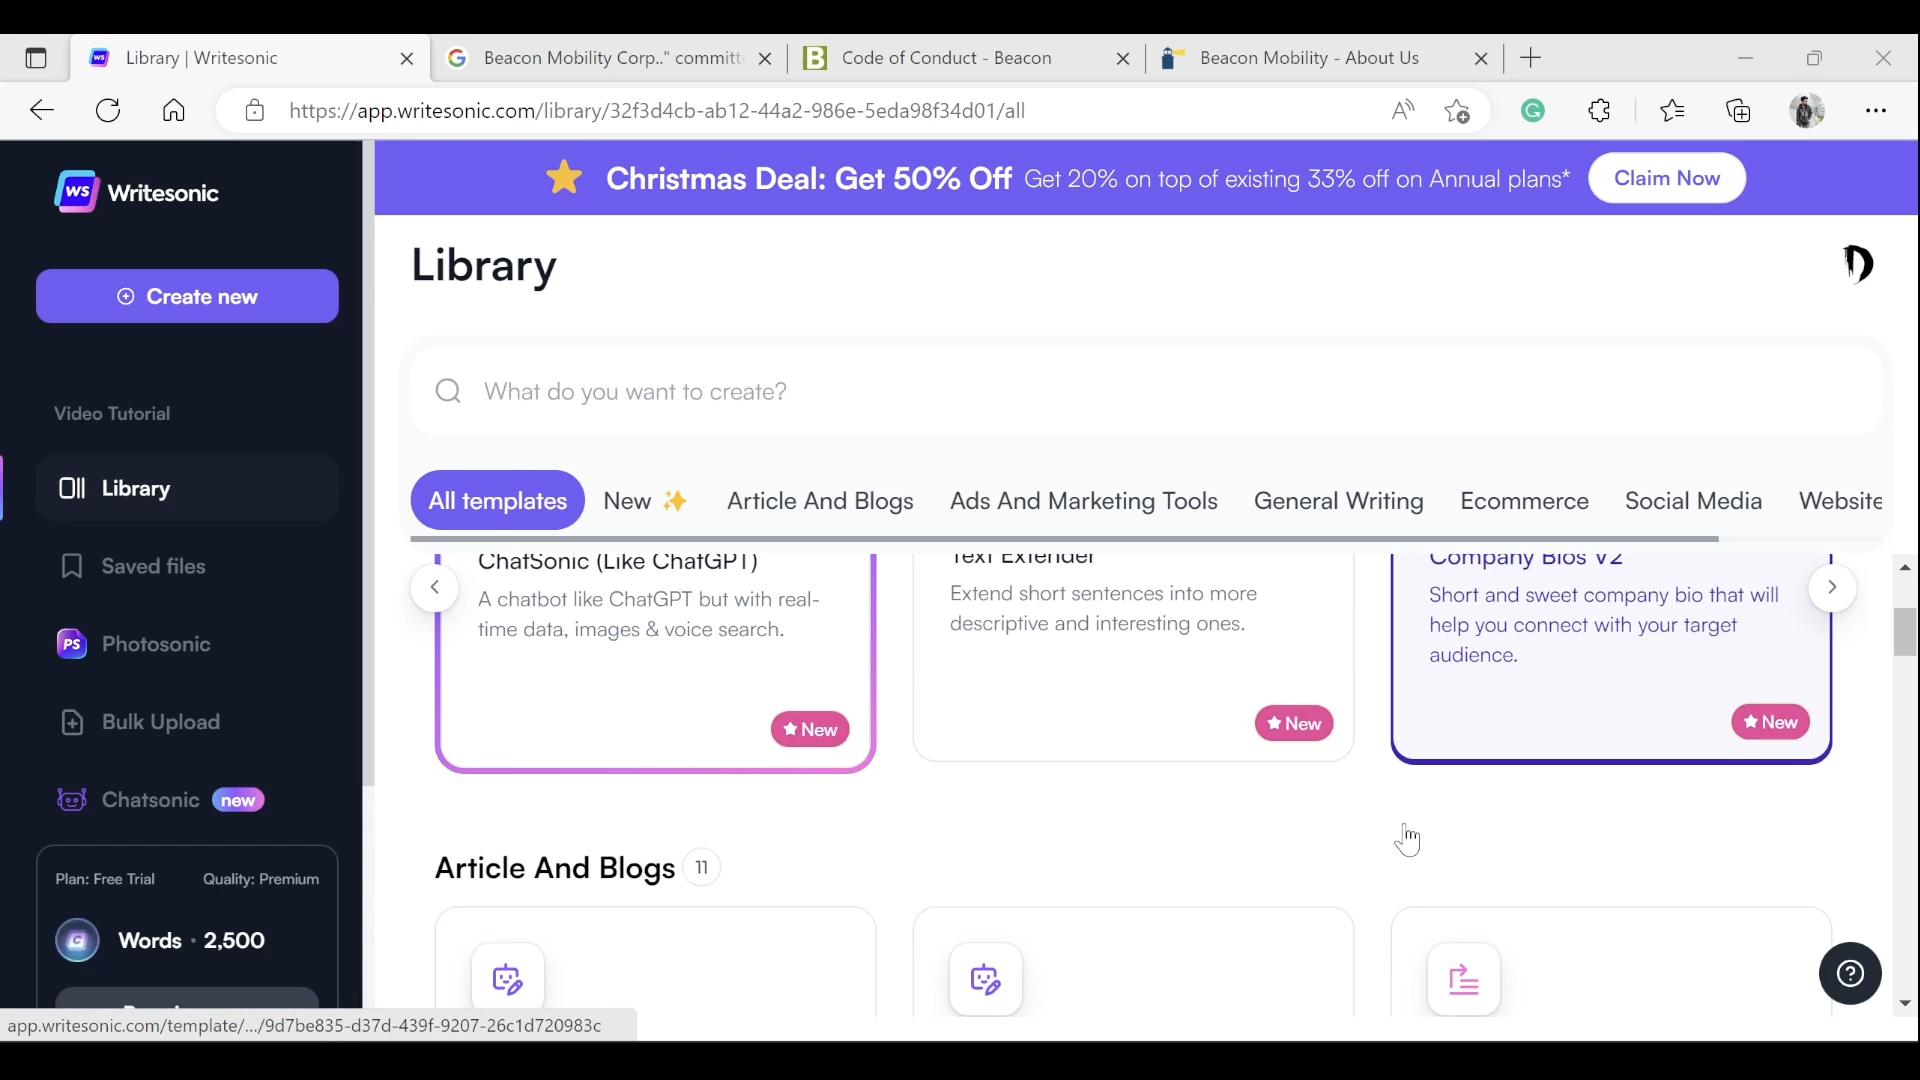 Library | Writesonic
Beacon Mobility Corp.." committ
Code of Conduct - Beacon
Beacon Mobility - About Us
https://app.writesonic.com/library/32f3d4cb-ab12-44a2-986e-5eda98f34d01/all
WS Writesonic
Christmas Deal: Get 50% Off Get 20% on top of existing 33% off on Annual plans* Claim Now
Library
Create new
What do you want to create?
Video Tutorial
Library
All templates New Article And Blogs Ads And Marketing Tools General Writing Ecommerce Social Media Website
Saved files
Photosonic
Bulk Upload
Chatsonic new
ChatSonic (Like ChatGPT)
A chatbot like ChatGPT but with real-
time data, images & voice search.
New
Text Extender
Extend short sentences into more
descriptive and interesting ones.
New
Company Bios V2
Short and sweet company bio that will
help you connect with your target
audience.
New
Article And Blogs 11
Plan: Free Trial Quality: Premium
Words · 2,500
app.writesonic.com/template/.../9d7be835-d37d-439f-9207-26c1d720983c